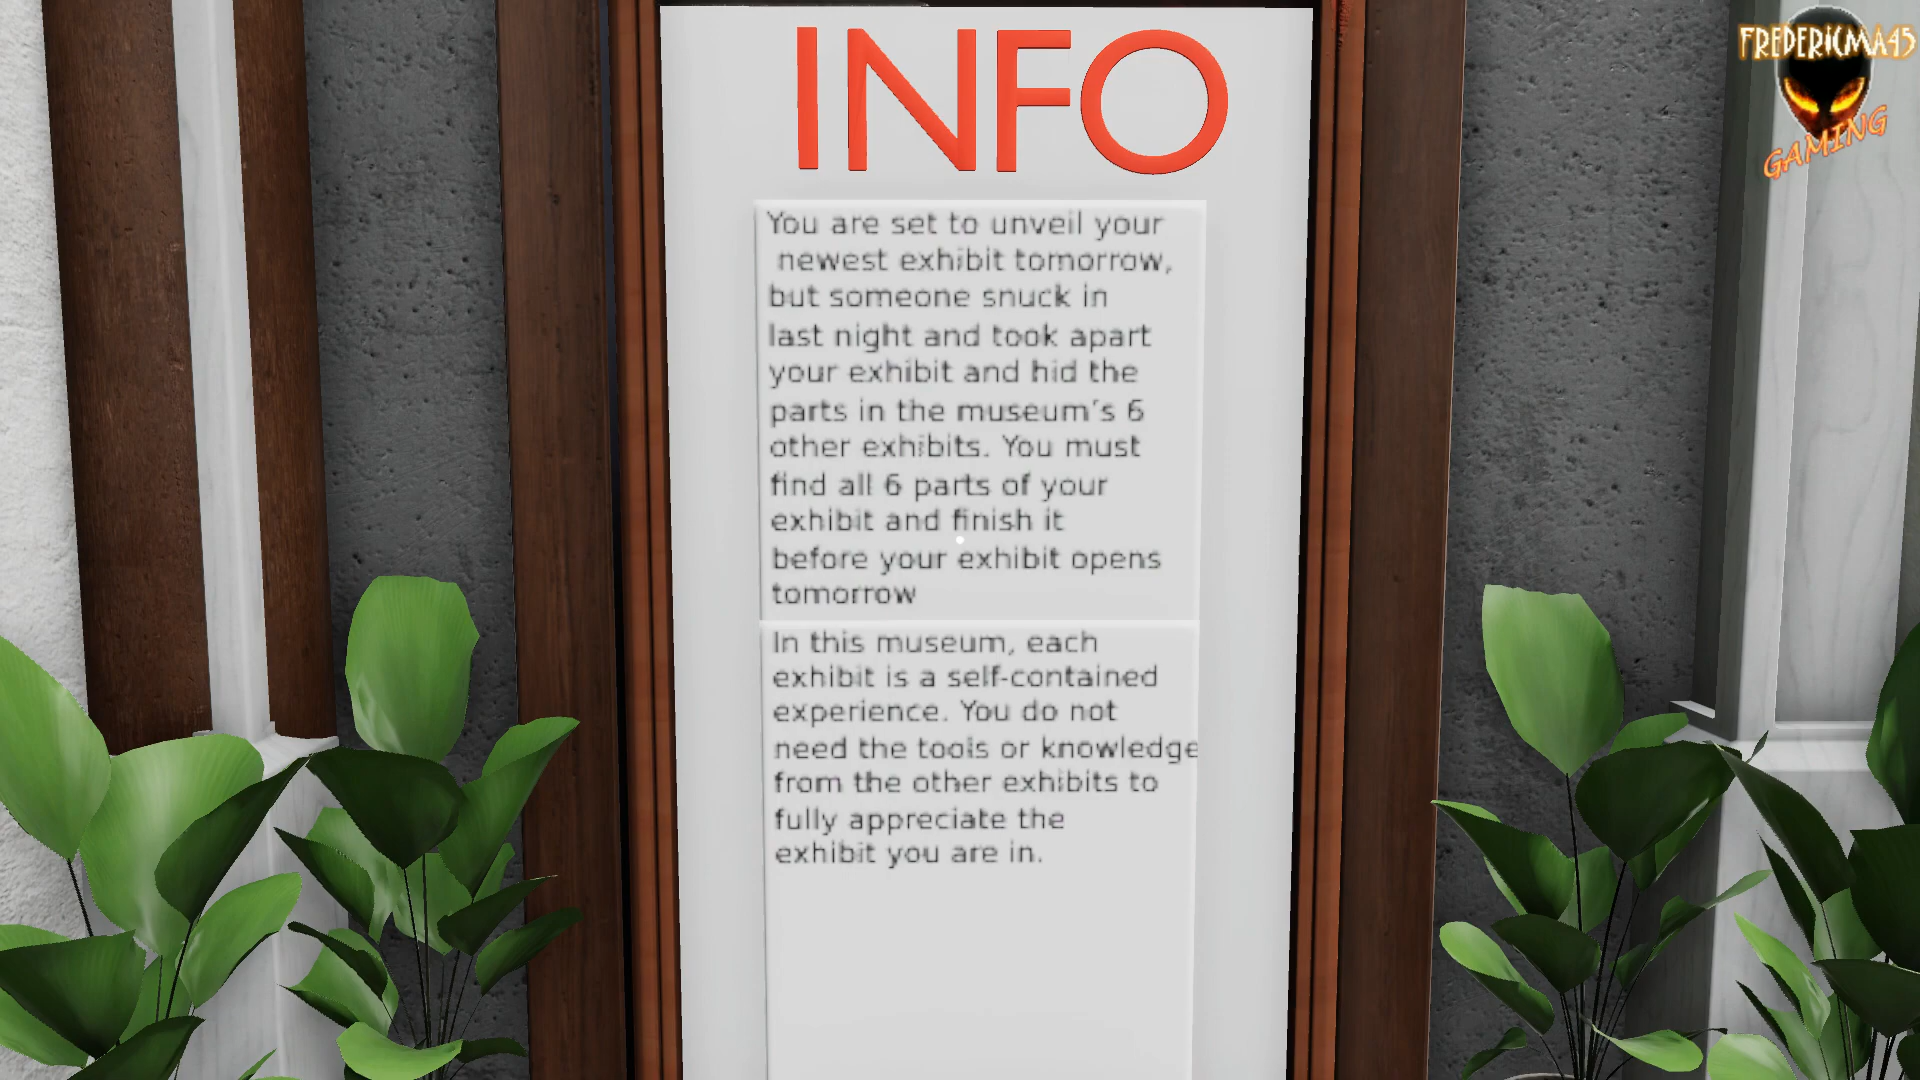 INFO
FREDERICMA45
GAMING
You are set to unveil your
newest exhibit tomorrow,
but someone snuck in
last night and took apart
your exhibit and hid the
parts in the museum's 6
other exhibits. You must
find all 6 parts of your
exhibit and finish it
before your exhibit opens
tomorrow
In this museum, each
exhibit is a self-contained
experience. You do not
need the tools or knowledge
from the other exhibits to
fully appreciate the
exhibit you are in.